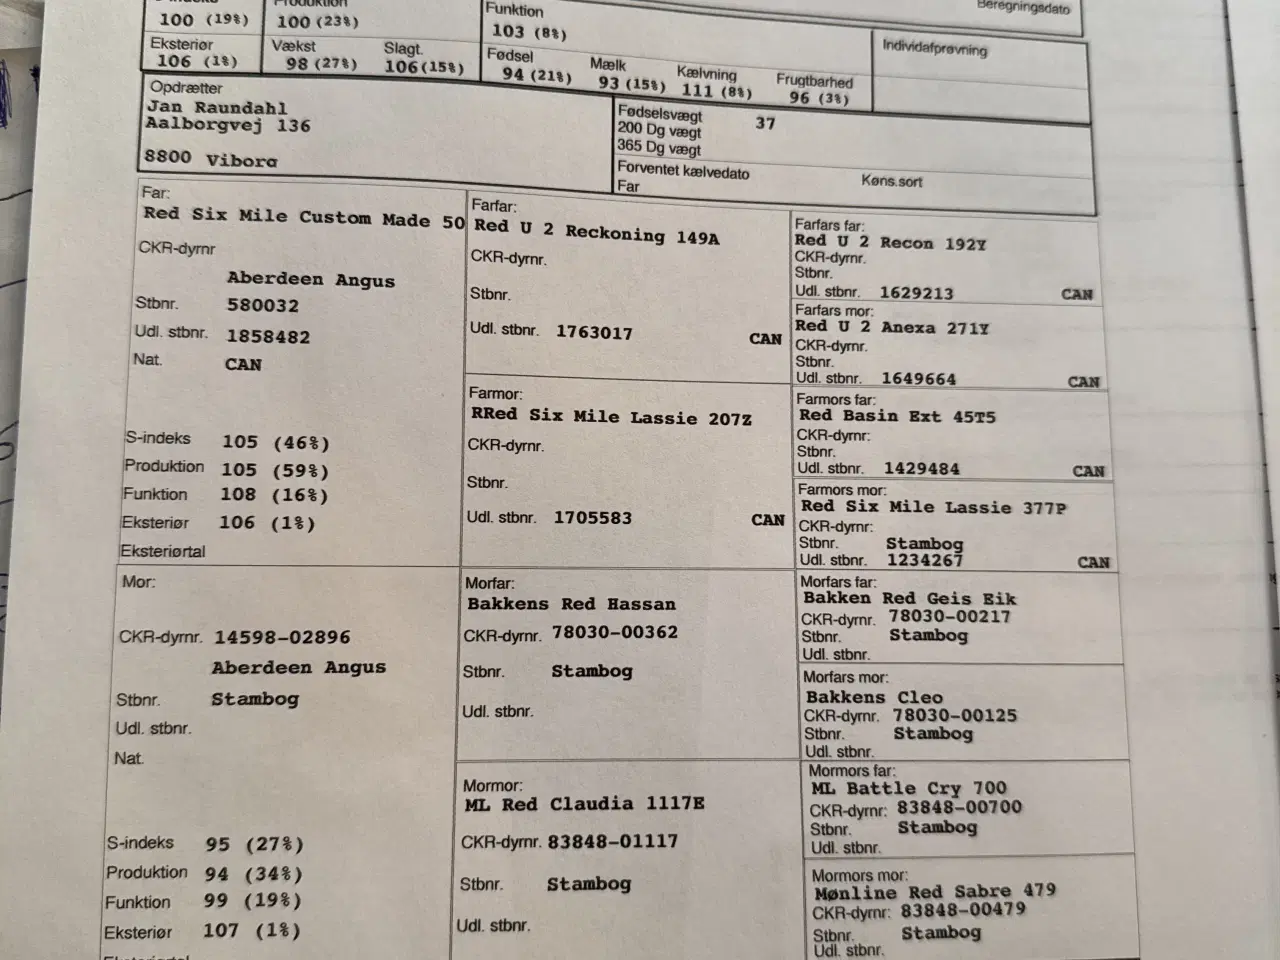 S-indeks
100 (19%)
Produktion
100 (23%)
Funktion
103 (8%)
Beregningsdato
Eksteriør
106 (1%)
Vækst
98 (27%)
Slagt.
106(15%)
Fødsel
94 (21%)
Mælk
93 (15%)
Kælvning
111 (8%)
Frugtbarhed
96 (3%)
Individafprøvning
Opdrætter
Jan Raundahl
Aalborgvej 136
8800 Viborg
Fødselsvægt 37
200 Dg vægt
365 Dg vægt
Forventet kælvedato
Køns.sort
Far
Far:
Red Six Mile Custom Made 50
CKR-dyrnr
Aberdeen Angus
Stbnr. 580032
Udl. stbnr. 1858482
Nat. CAN
S-indeks 105 (46%)
Produktion 105 (59%)
Funktion 108 (16%)
Eksteriør 106 (1%)
Eksteriørtal
Farfar:
Red U 2 Reckoning 149A
CKR-dyrnr.
Stbnr.
Udl. stbnr. 1763017 CAN
Farmor:
RRed Six Mile Lassie 207Z
CKR-dyrnr.
Stbnr.
Udl. stbnr. 1705583 CAN
Farfars far:
Red U 2 Recon 192Y
CKR-dyrnr.
Stbnr.
Udl. stbnr. 1629213 CAN
Farfars mor:
Red U 2 Anexa 271Y
CKR-dyrnr.
Stbnr.
Udl. stbnr. 1649664 CAN
Farmors far:
Red Basin Ext 45T5
CKR-dyrnr:
Stbnr.
Udl. stbnr. 1429484 CAN
Farmors mor:
Red Six Mile Lassie 377P
CKR-dyrnr:
Stbnr. Stambog
Udl. stbnr. 1234267 CAN
Mor:
CKR-dyrnr. 14598-02896
Aberdeen Angus
Stbnr. Stambog
Udl. stbnr.
Nat.
S-indeks 95 (27%)
Produktion 94 (34%)
Funktion 99 (19%)
Eksteriør 107 (1%)
Eksteriørtal
Morfar:
Bakkens Red Hassan
CKR-dyrnr. 78030-00362
Stbnr. Stambog
Udl. stbnr.
Mormor:
ML Red Claudia 1117E
CKR-dyrnr. 83848-01117
Stbnr. Stambog
Udl. stbnr.
Morfars far:
Bakken Red Geis Eik
CKR-dyrnr. 78030-00217
Stbnr. Stambog
Udl. stbnr.
Morfars mor:
Bakkens Cleo
CKR-dyrnr. 78030-00125
Stbnr. Stambog
Udl. stbnr.
Mormors far:
ML Battle Cry 700
CKR-dyrnr: 83848-00700
Stbnr. Stambog
Udl. stbnr.
Mormors mor:
Mønline Red Sabre 479
CKR-dyrnr: 83848-00479
Stbnr. Stambog
Udl. stbnr.